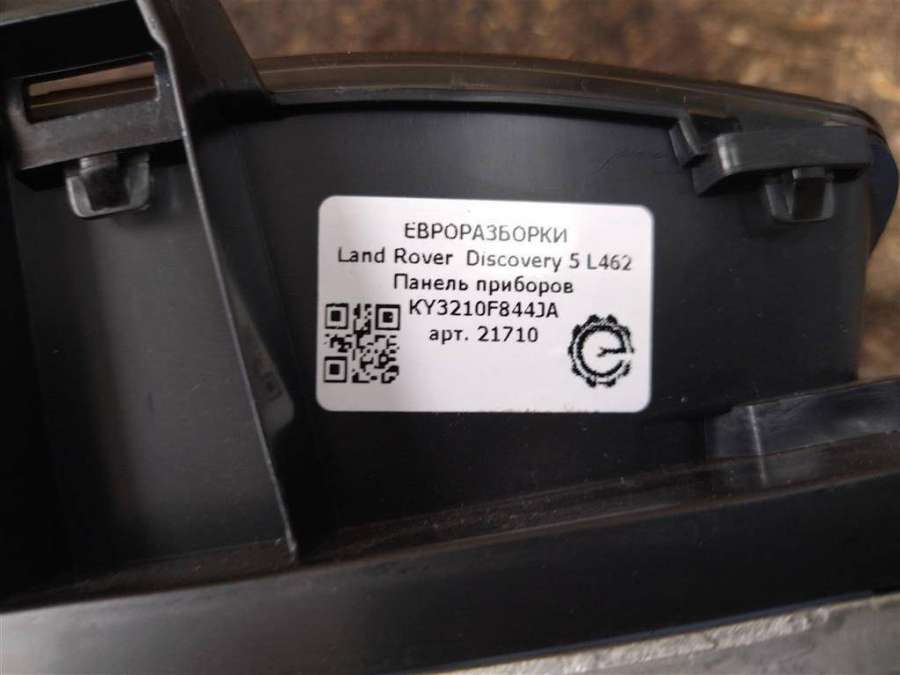 ЕВРОРАЗБОРКИ
Land Rover Discovery 5 L462
Панель приборов
KY3210F844JA
арт. 21710